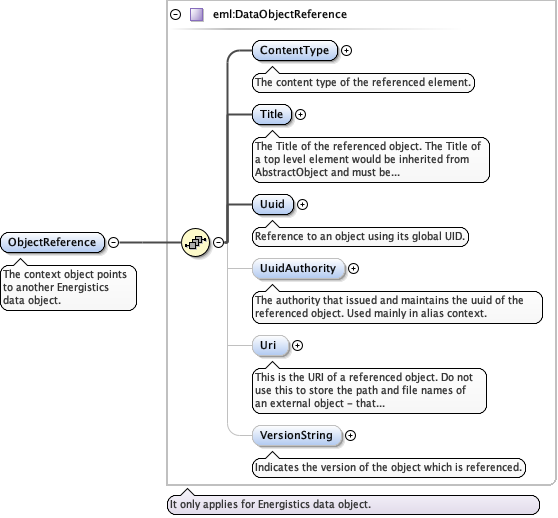 eml:DataObjectReference
ContentType
The content type of the referenced element.
Title
The Title of the referenced object. The Title of
a top level element would be inherited from
AbstractObject and must be...
Uuid
Reference to an object using its global UID.
ObjectReference
The context object points
to another Energistics
data object.
UuidAuthority
The authority that issued and maintains the uuid of the
referenced object. Used mainly in alias context.
Uri
This is the URI of a referenced object. Do not
use this to store the path and file names of
an external object - that...
VersionString
Indicates the version of the object which is referenced.
It only applies for Energistics data object.